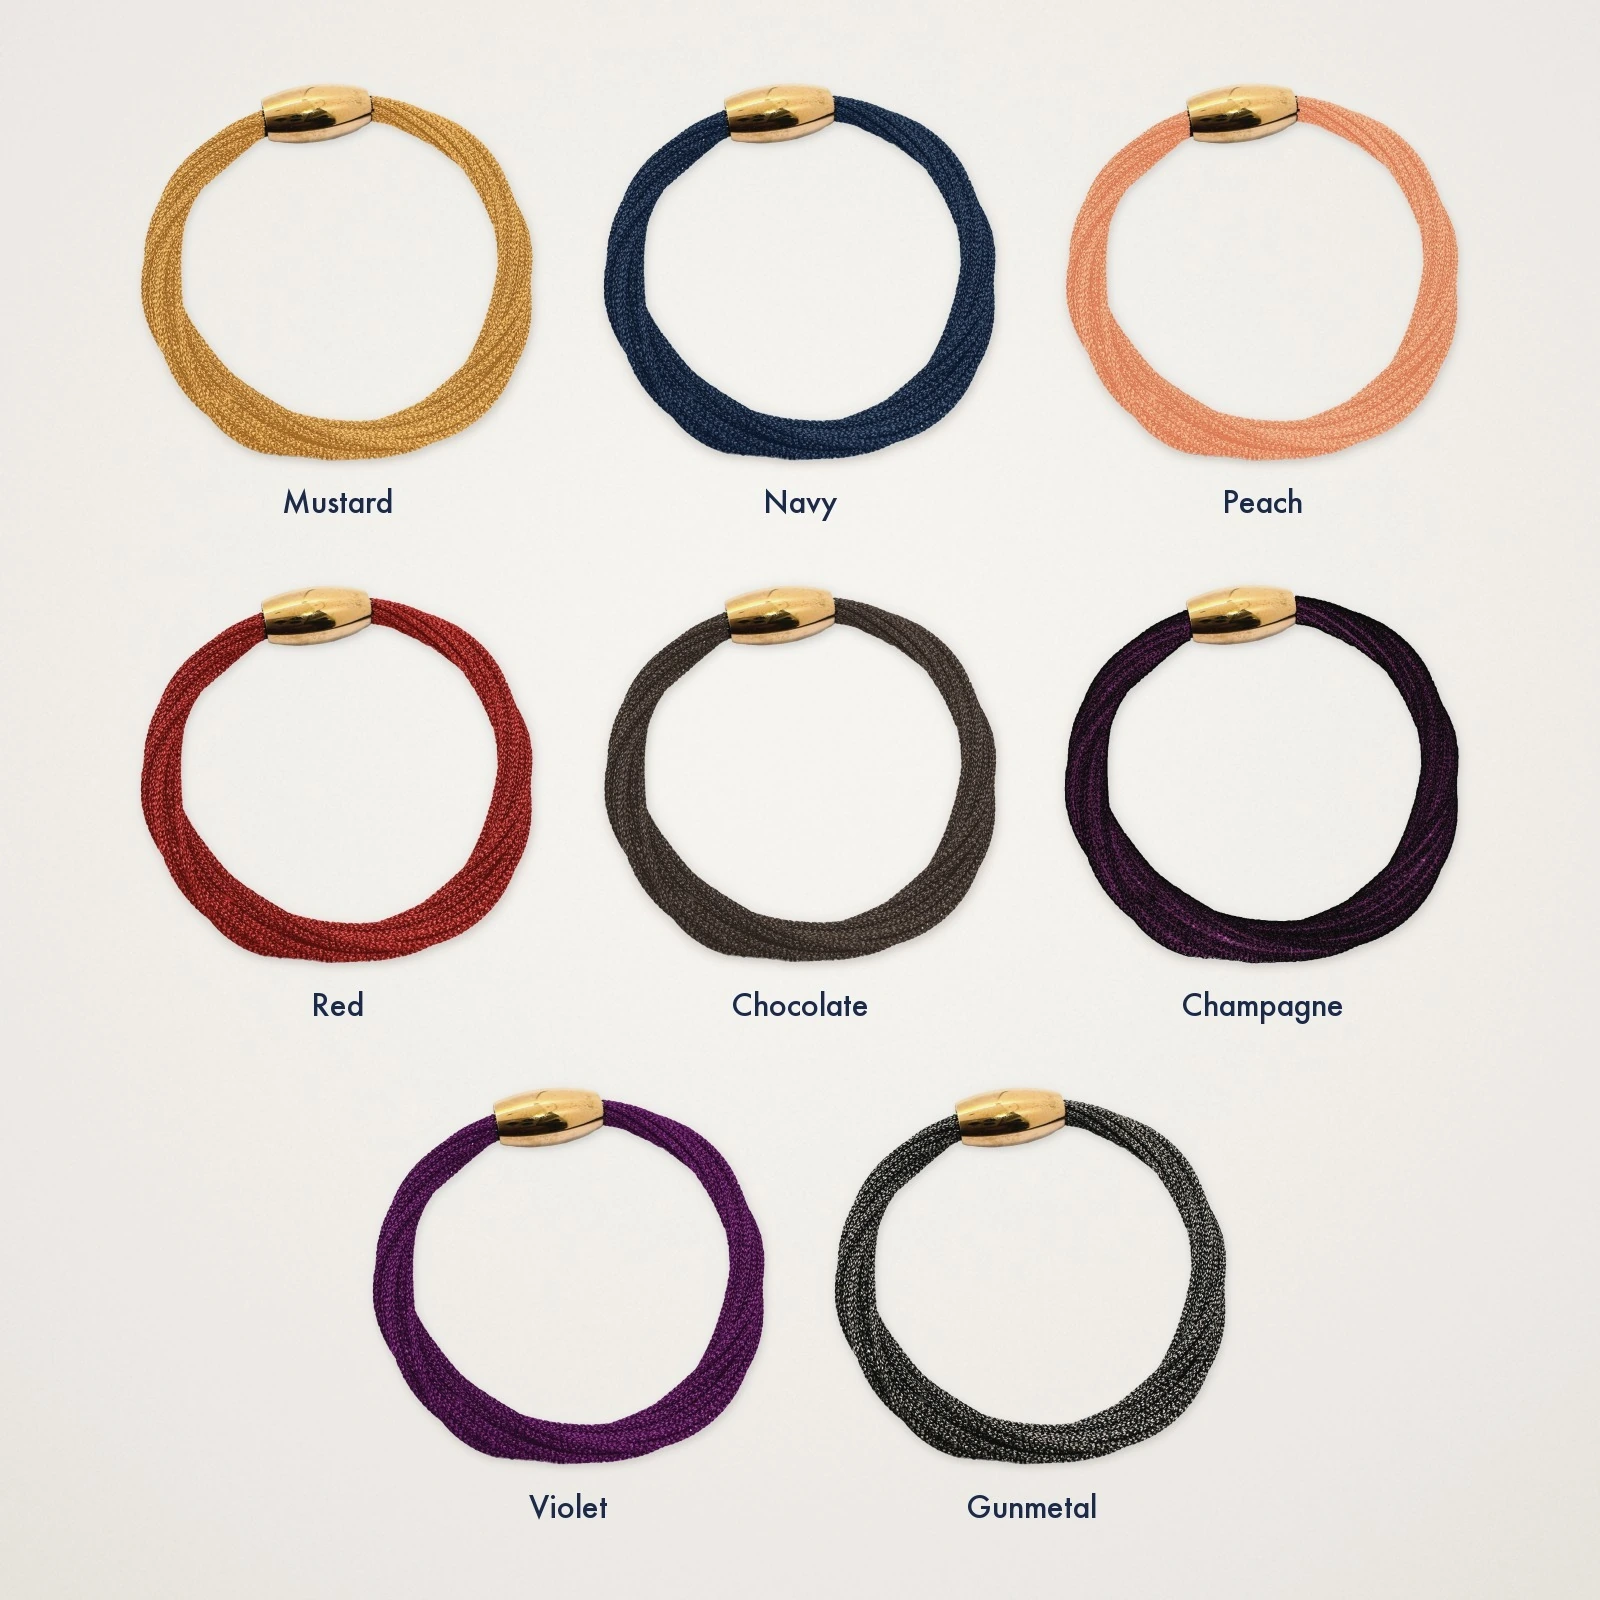 Mustard
Navy
Peach
Red
Chocolate
Champagne
Violet
Gunmetal